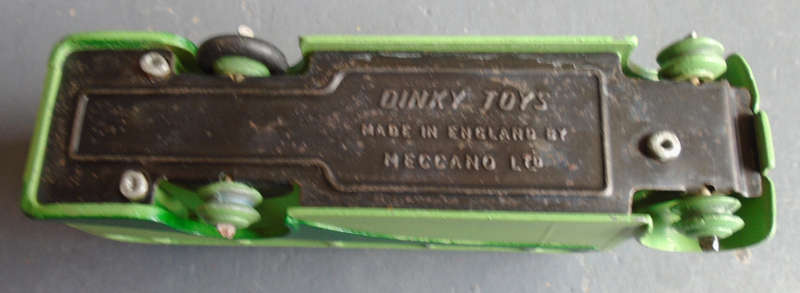 DINKY TOYS
MADE IN ENGLAND BY
MECCANO LTD